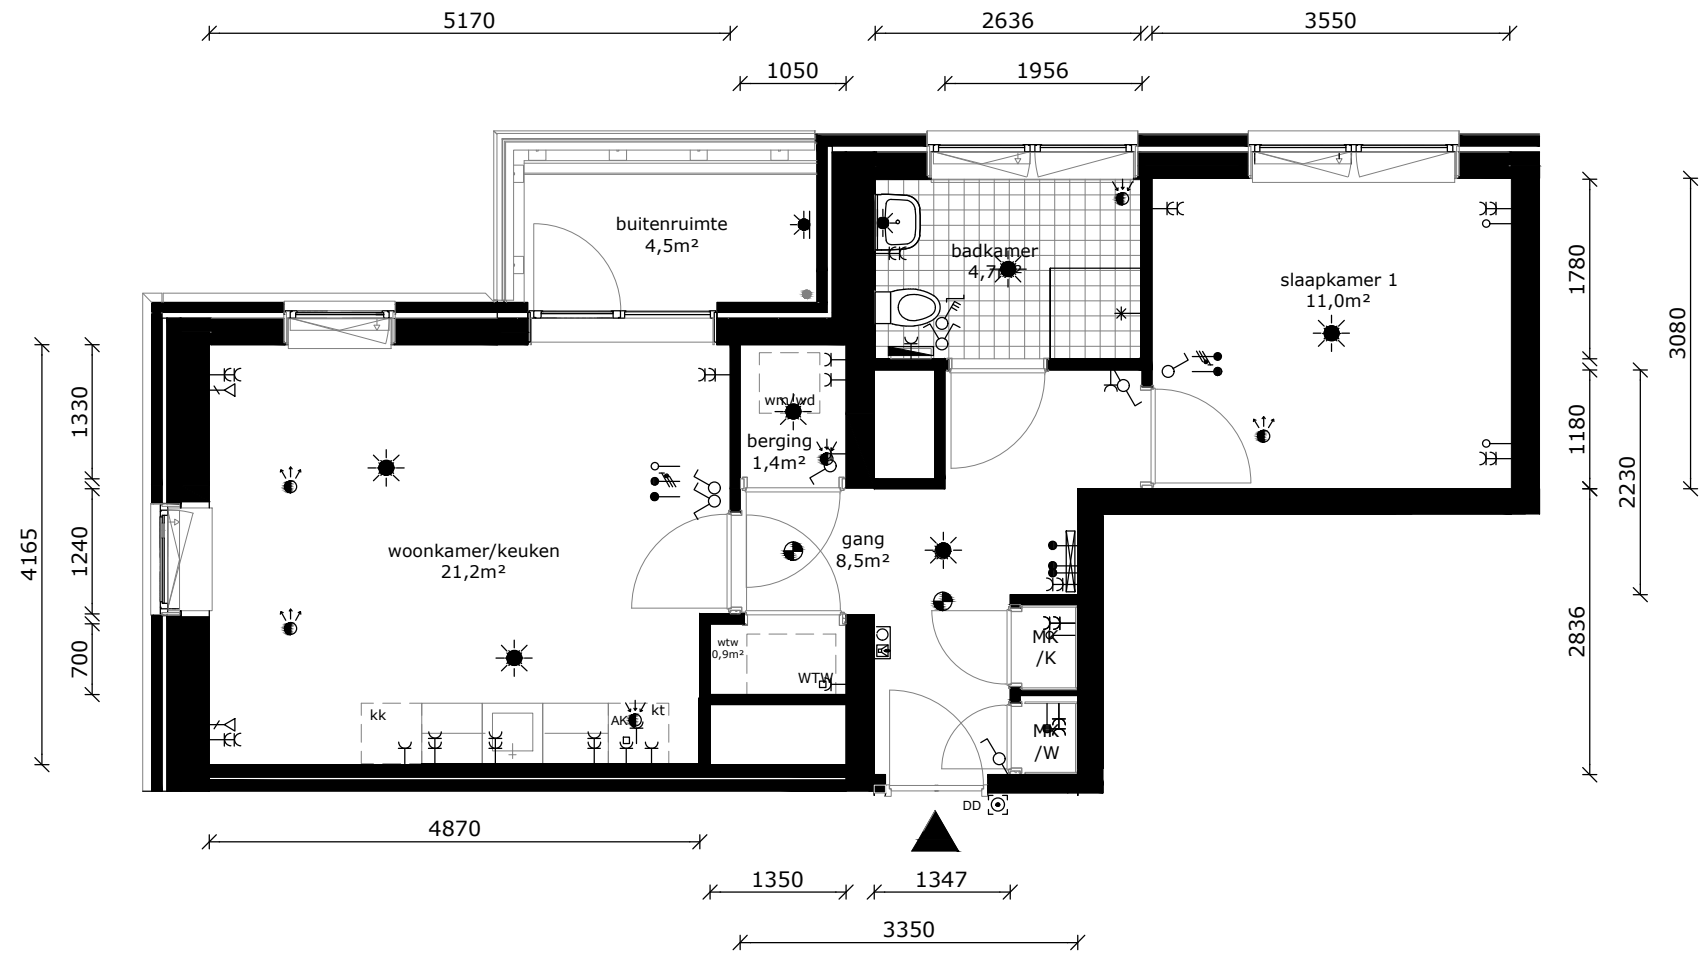 5170
2636
3550
1050
1956
buitenruimte
4,5m²
badkamer
4,7m²
slaapkamer 1
11,0m²
1780
3080
1330
wm/wd
berging
1,4m²
1180
2230
4165
1240
woonkamer/keuken
21,2m²
gang
8,5m²
700
wtw
0,9m²
WTW
MK
/K
2836
kk
AK
kt
MK
/W
DD
4870
1350
1347
3350